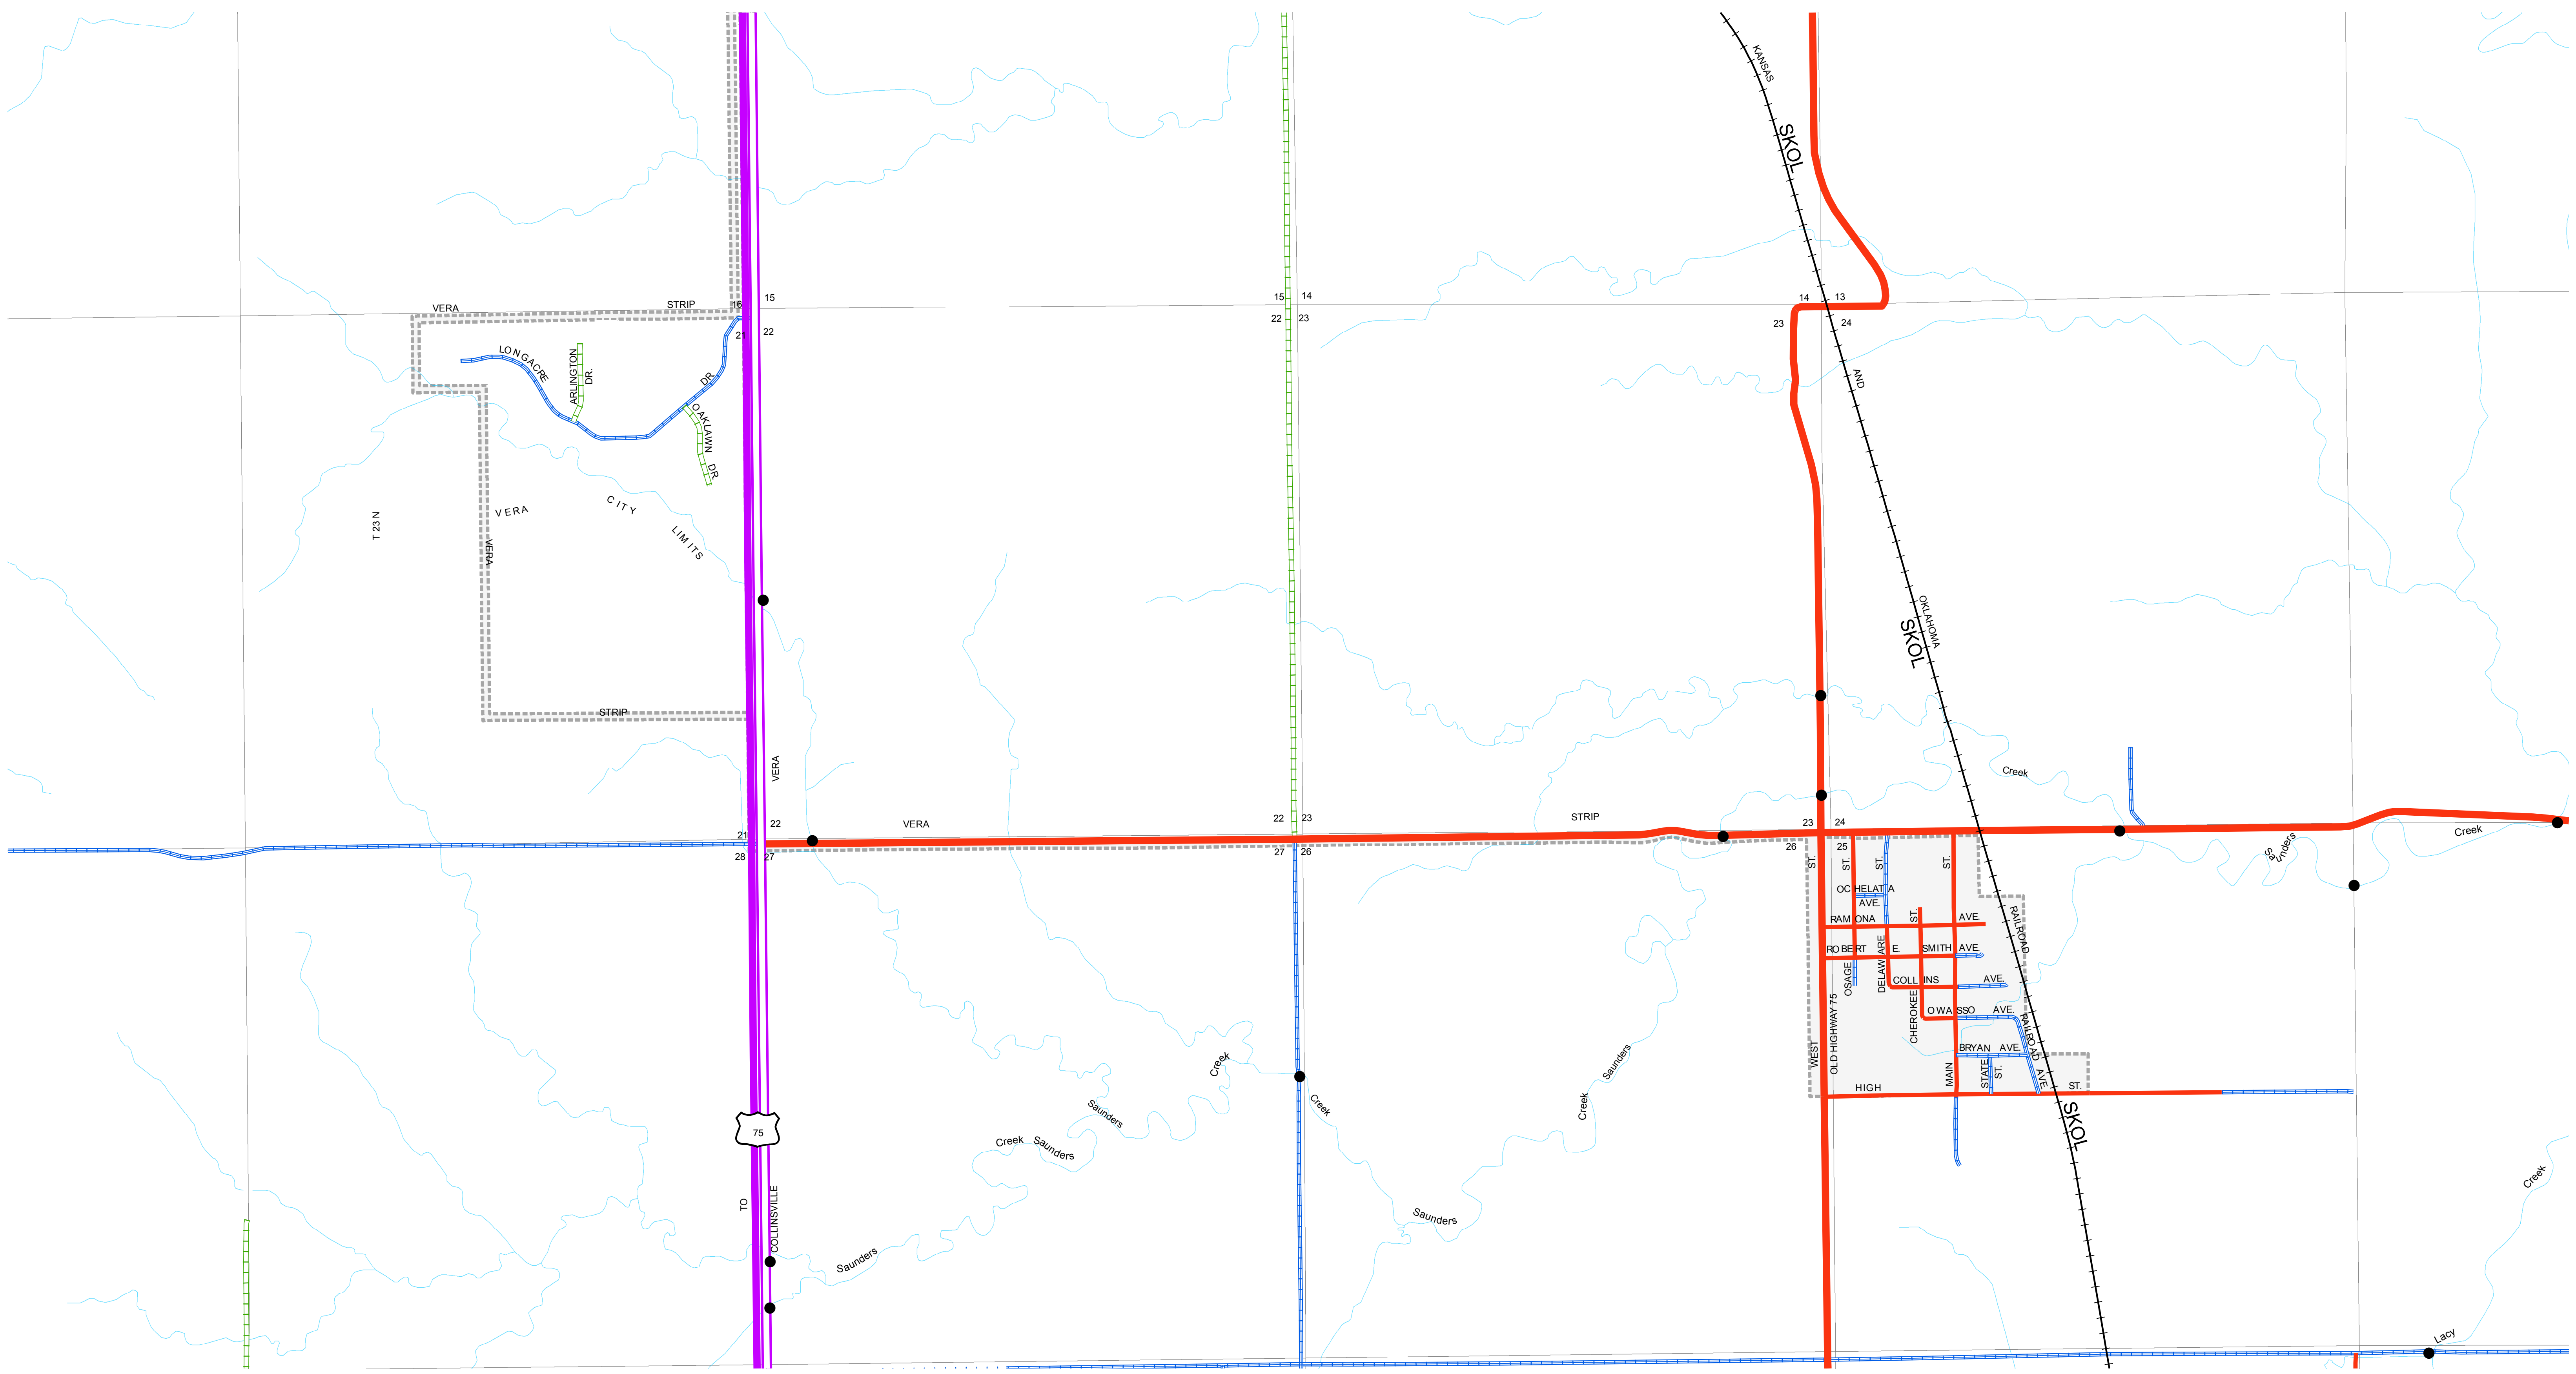 KANSAS
SKOL
VERA STRIP
16 15
21 22
15 14
22 23
14 13
23 24
LONGACRE DR.
ARLINGTON DR.
OAKLAWN DR.
AND
T 23 N
VERA CITY LIMITS
VERA
STRIP
OKLAHOMA
SKOL
VERA
VERA
STRIP
Creek
21 22
28 27
22 23
27 26
23 24
26 25
Saunders
Creek
ST.
ST.
ST.
ST.
OCHELATA AVE.
RAMONA AVE.
ST.
RAILROAD
ROBERT E. SMITH AVE.
OSAGE
DELAWARE
COLLINS AVE.
CHEROKEE
OWASSO AVE.
OLD HIGHWAY 75
WEST
BRYAN AVE.
RAILROAD AVE.
MAIN
STATE ST.
HIGH ST.
SKOL
Creek
Saunders
Creek
Saunders
Creek
Saunders
Creek
75
TO COLLINSVILLE
Saunders
Saunders
Creek
Lacy